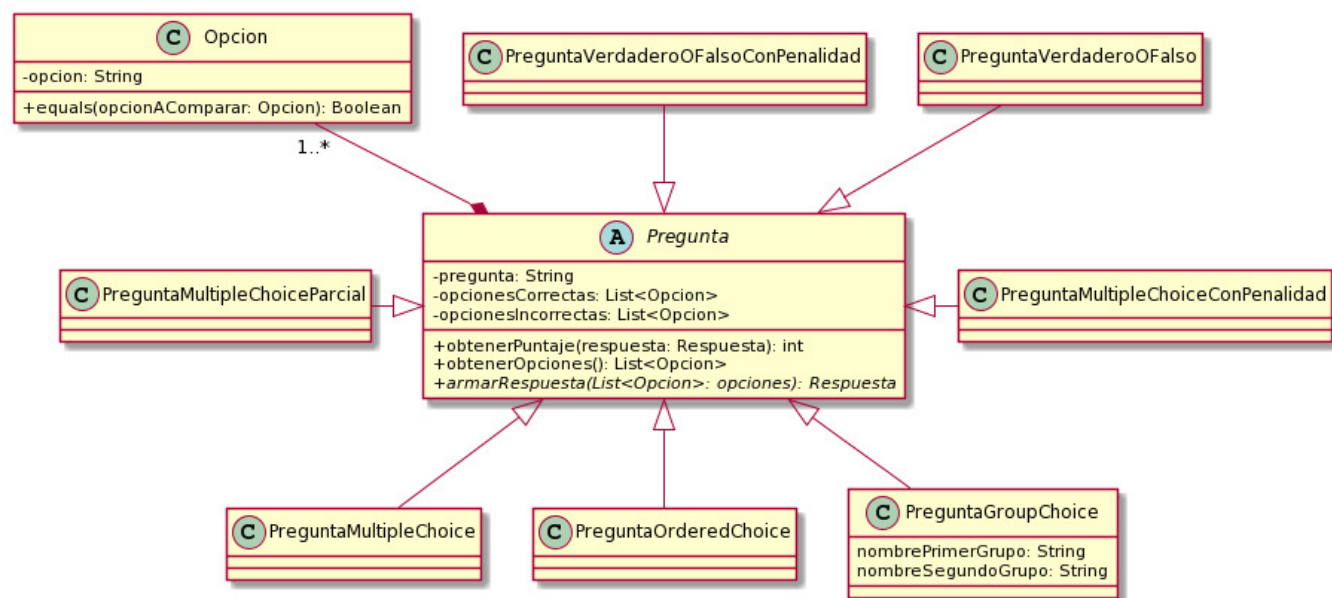 C Opcion
-opcion: String
+equals(opcionAComparar: Opcion): Boolean
C PreguntaVerdaderoOFalsoConPenalidad
C PreguntaVerdaderoOFalso
1..*
A Pregunta
-pregunta: String
-opcionesCorrectas: List<Opcion>
-opcionesIncorrectas: List<Opcion>
+obtenerPuntaje(respuesta: Respuesta): int
+obtenerOpciones(): List<Opcion>
+armarRespuesta(List<Opcion>: opciones): Respuesta
C PreguntaMultipleChoiceParcial
C PreguntaMultipleChoiceConPenalidad
C PreguntaMultipleChoice
C PreguntaOrderedChoice
C PreguntaGroupChoice
nombrePrimerGrupo: String
nombreSegundoGrupo: String